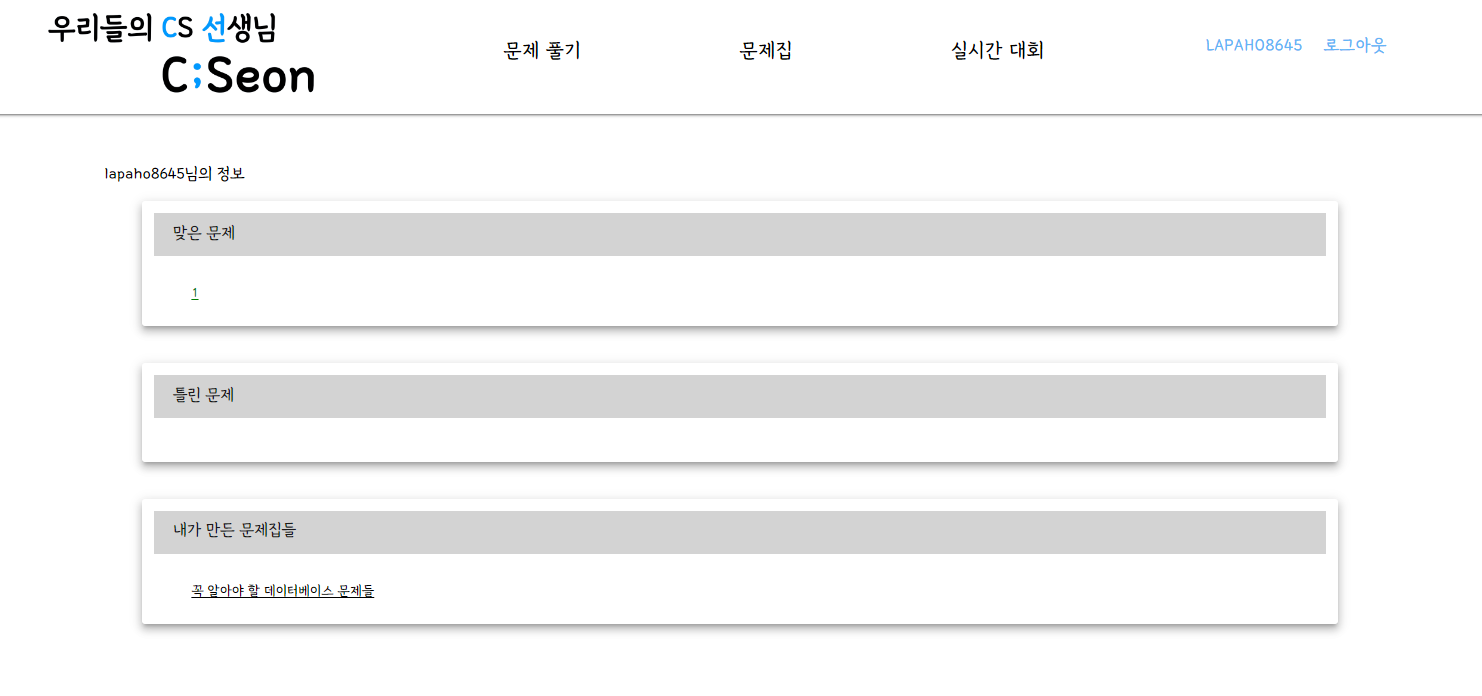 우리들의 CS 선생님
C;Seon
문제 풀기
문제집
실시간 대회
LAPAHO8645
로그아웃
lapaho8645님의 정보
맞은 문제
1
틀린 문제
내가 만든 문제집들
꼭 알아야 할 데이터베이스 문제들